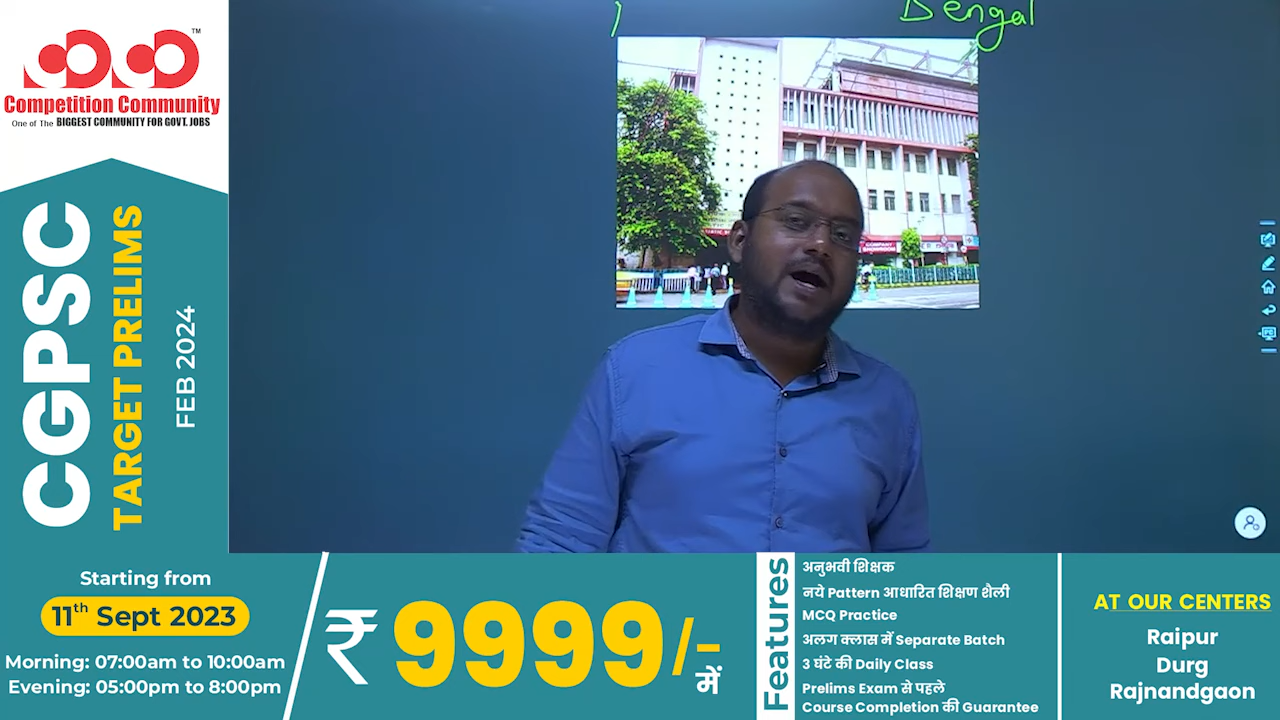 Bengal
TM
Competition Community
One of The BIGGEST COMMUNITY FOR GOVT. JOBS
CGPSC
TARGET PRELIMS
FEB 2024
COMPANY
SHOWROOM
Starting from
11th Sept 2023
Morning: 07:00am to 10:00am
Evening: 05:00pm to 8:00pm
₹ 9999/- में
Features
अनुभवी शिक्षक
नये Pattern आधारित शिक्षण शैली
MCQ Practice
अलग क्लास में Separate Batch
3 घंटे की Daily Class
Prelims Exam से पहले
Course Completion की Guarantee
AT OUR CENTERS
Raipur
Durg
Rajnandgaon